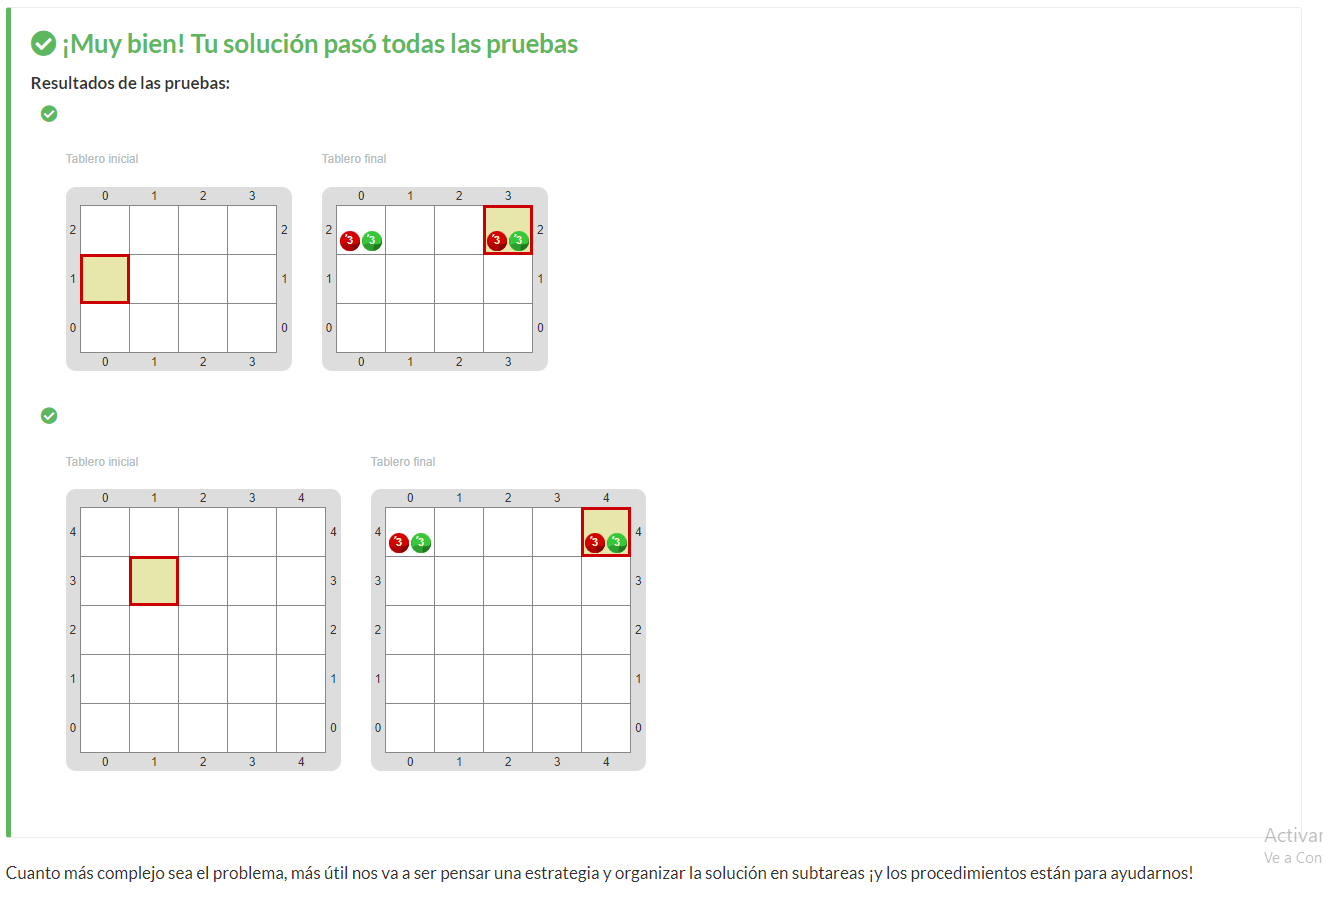 ¡Muy bien! Tu solución pasó todas las pruebas
Resultados de las pruebas:
Tablero inicial Tablero final
0 1 2 3 0 1 2 3
2 2 2 3 3 3 3 2
1 1 1 1
0 0 0 0
0 1 2 3 0 1 2 3
Tablero inicial Tablero final
0 1 2 3 4 0 1 2 3 4
4 4 4 3 3 3 3 4
3 3 3 3
2 2 2 2
1 1 1 1
0 0 0 0
0 1 2 3 4 0 1 2 3 4
Activar
Ve a Con
Cuanto más complejo sea el problema, más útil nos va a ser pensar una estrategia y organizar la solución en subtareas ¡y los procedimientos están para ayudarnos!